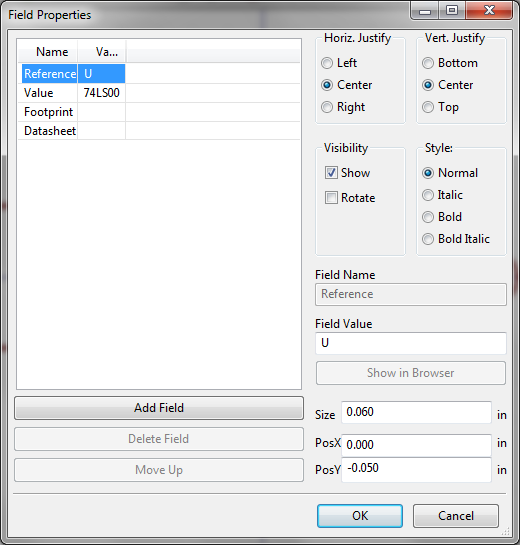 Field Properties
Name Va...
Reference U
Value 74LS00
Footprint
Datasheet
Add Field
Delete Field
Move Up
Horiz. Justify
Left
Center
Right
Vert. Justify
Bottom
Center
Top
Visibility
Show
Rotate
Style:
Normal
Italic
Bold
Bold Italic
Field Name
Reference
Field Value
U
Show in Browser
Size 0.060 in
PosX 0.000 in
PosY -0.050 in
OK Cancel